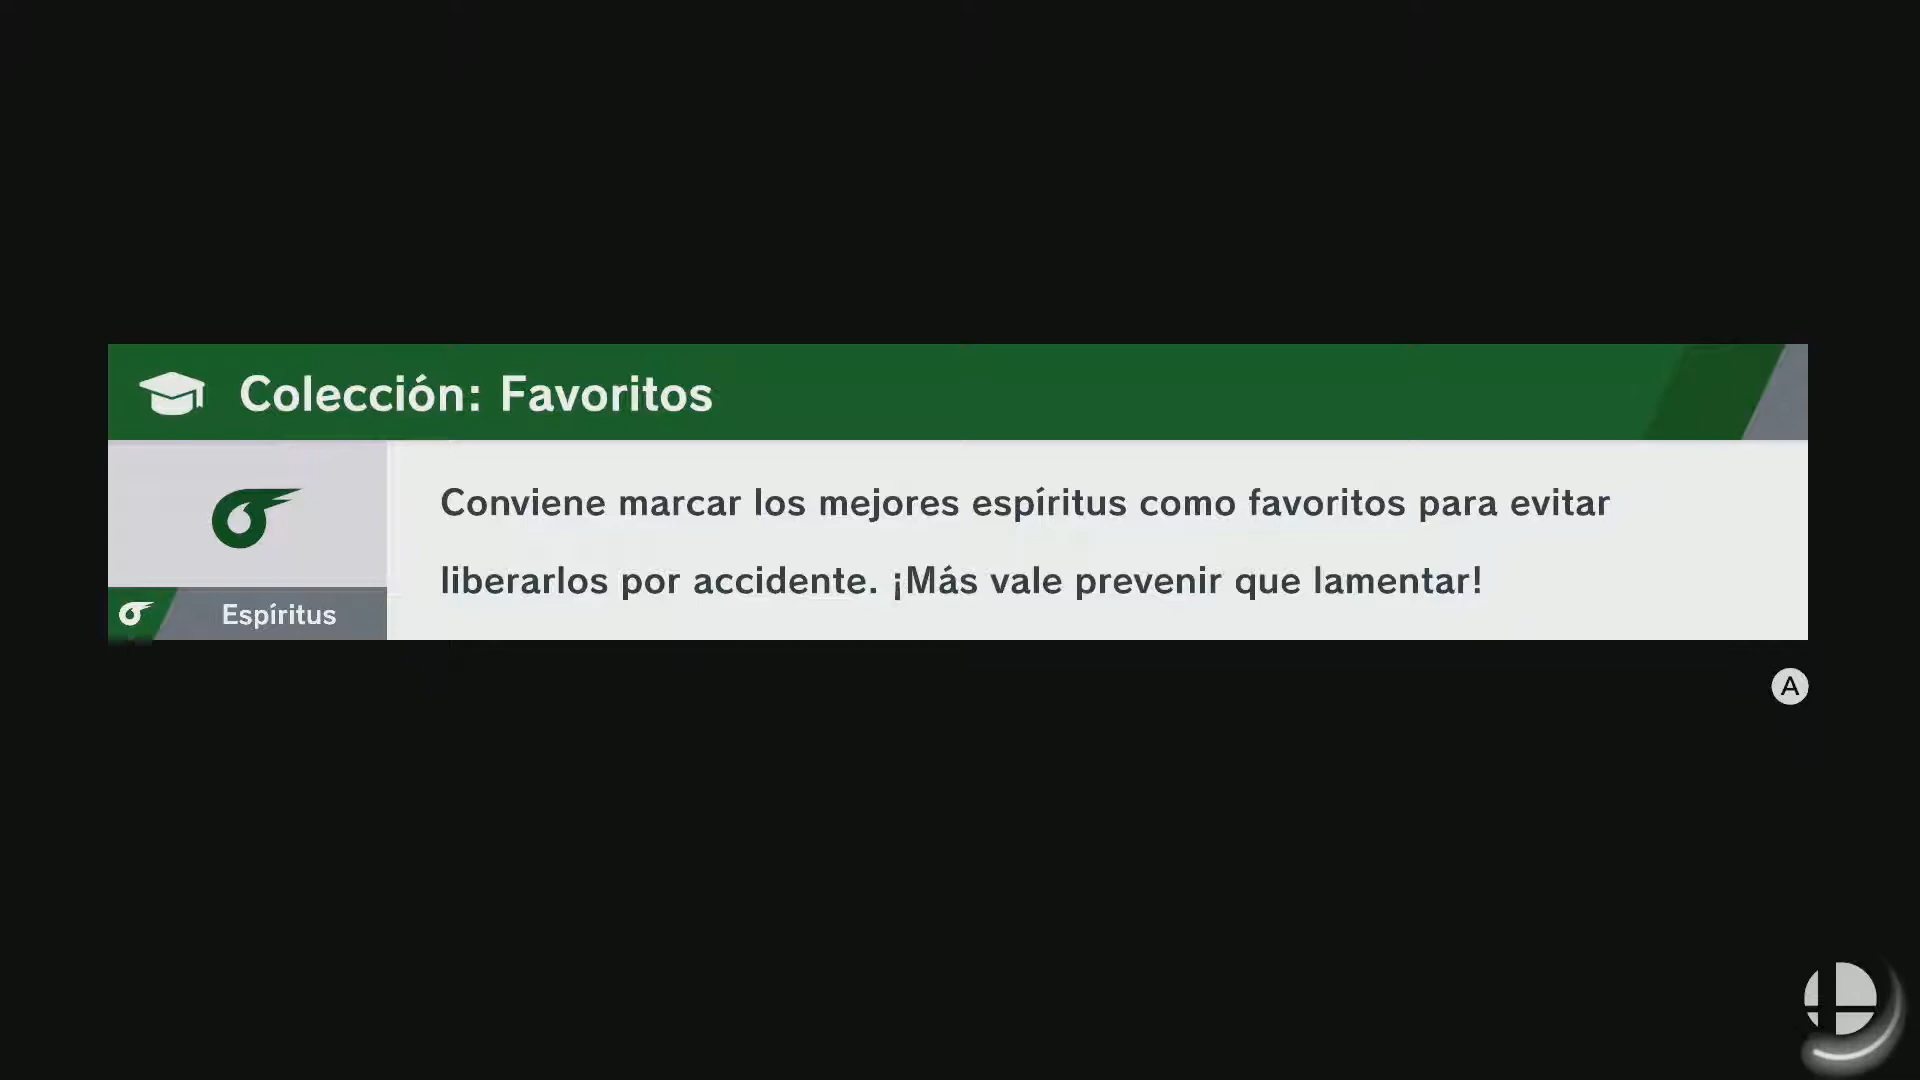 Colección: Favoritos
Conviene marcar los mejores espíritus como favoritos para evitar
liberarlos por accidente. ¡Más vale prevenir que lamentar!
Espíritus
A